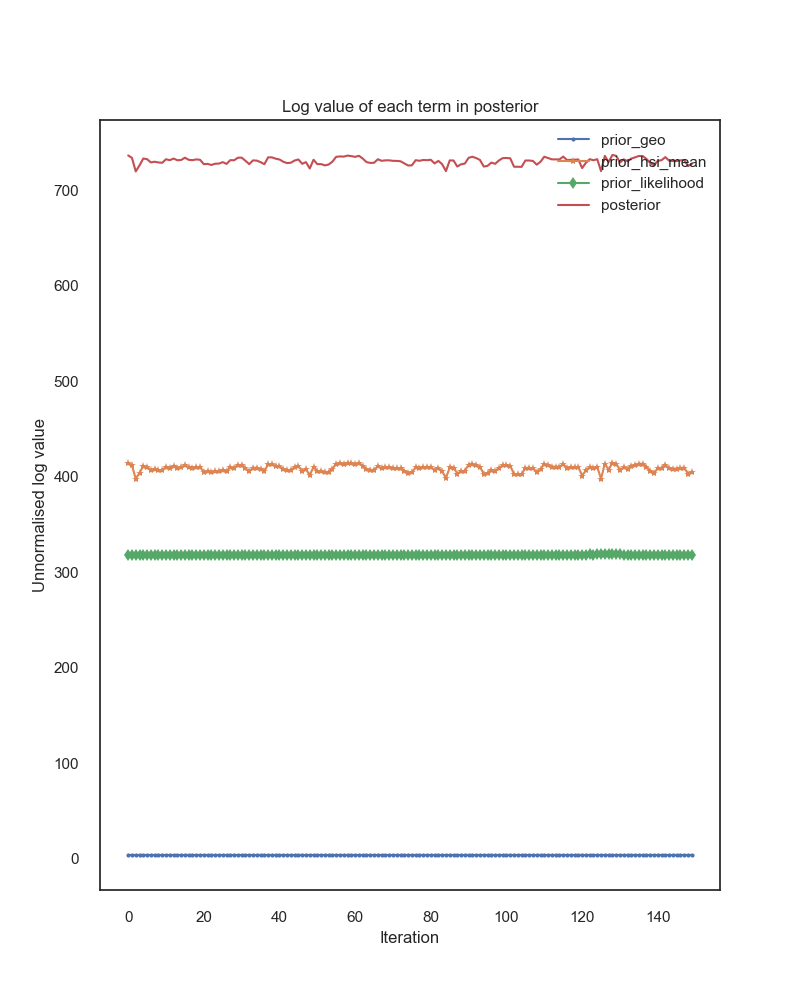 Log value of each term in posterior
prior_geo
prior_hsi_mean
prior_likelihood
posterior
700
600
500
400
300
200
100
0
Unnormalised log value
0 20 40 60 80 100 120 140
Iteration